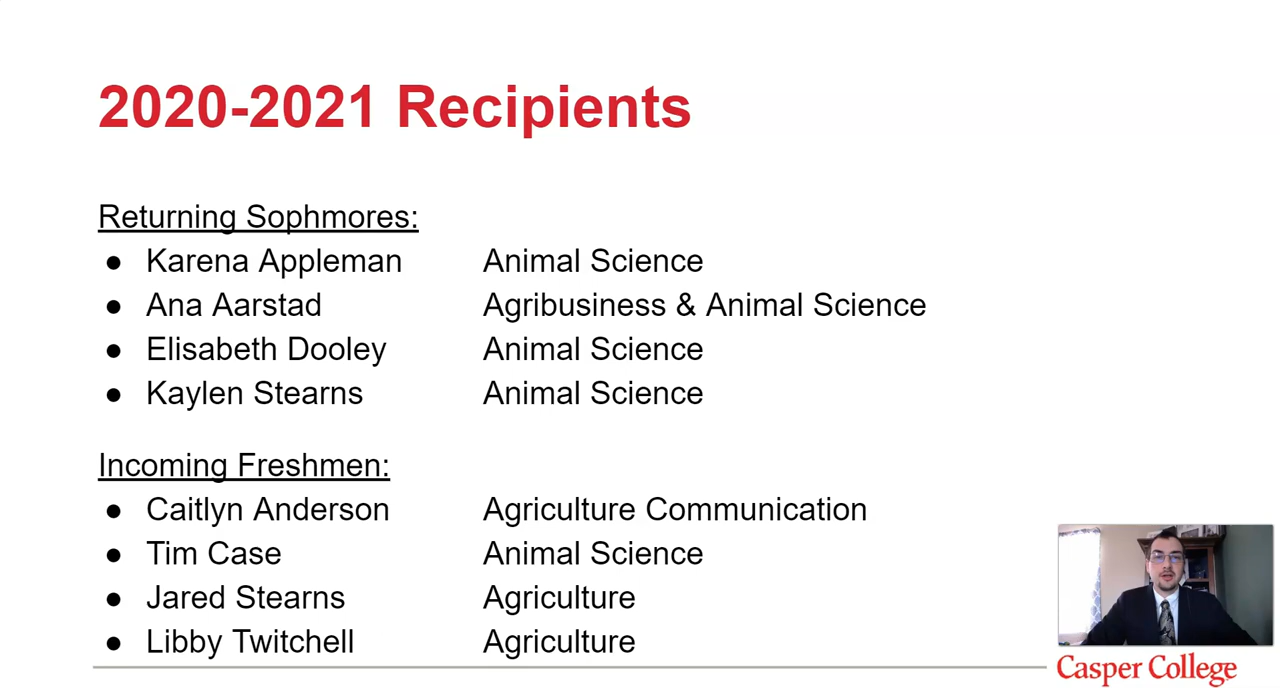 2020-2021 Recipients
Returning Sophmores:
● Karena Appleman Animal Science
● Ana Aarstad Agribusiness & Animal Science
● Elisabeth Dooley Animal Science
● Kaylen Stearns Animal Science
Incoming Freshmen:
● Caitlyn Anderson Agriculture Communication
● Tim Case Animal Science
● Jared Stearns Agriculture
● Libby Twitchell Agriculture
Casper College